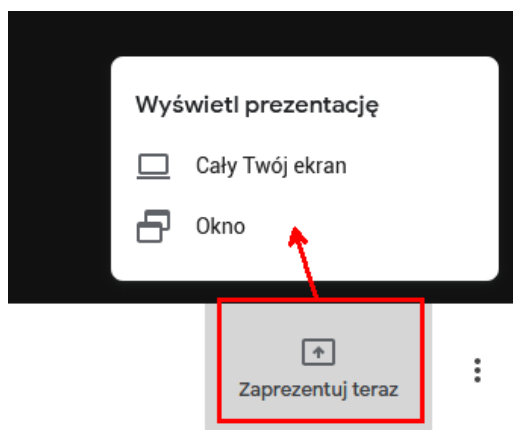 Wyświetl prezentację
Cały Twój ekran
Okno
Zaprezentuj teraz